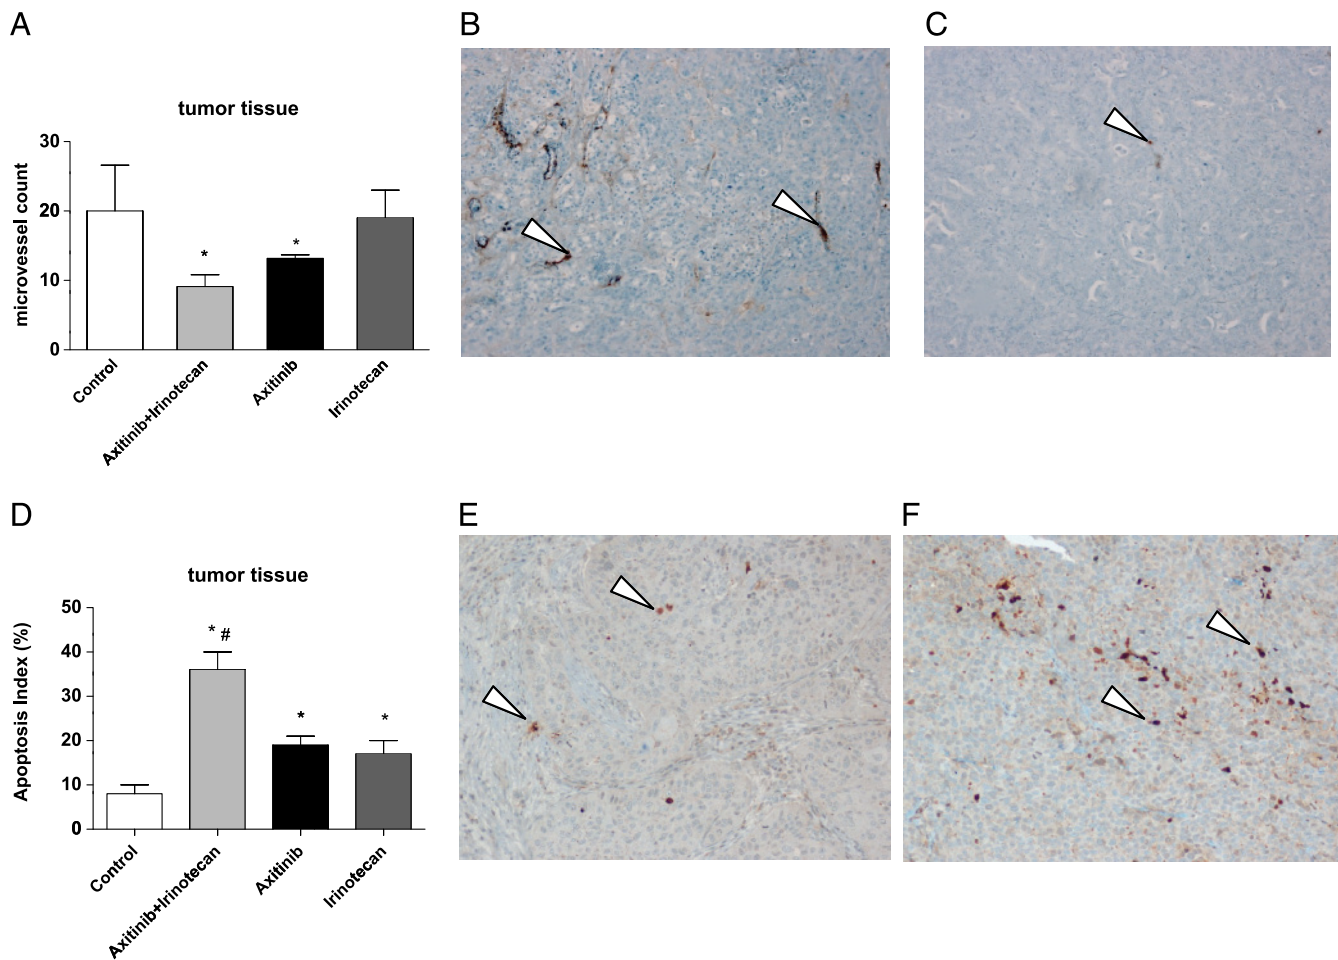 A
B
C
tumor tissue
microvessel count
30
20
10
0
*
*
Control
Axitinib+Irinotecan
Axitinib
Irinotecan
D
E
F
tumor tissue
Apoptosis Index (%)
50
40
30
20
10
0
* #
*
*
Control
Axitinib+Irinotecan
Axitinib
Irinotecan